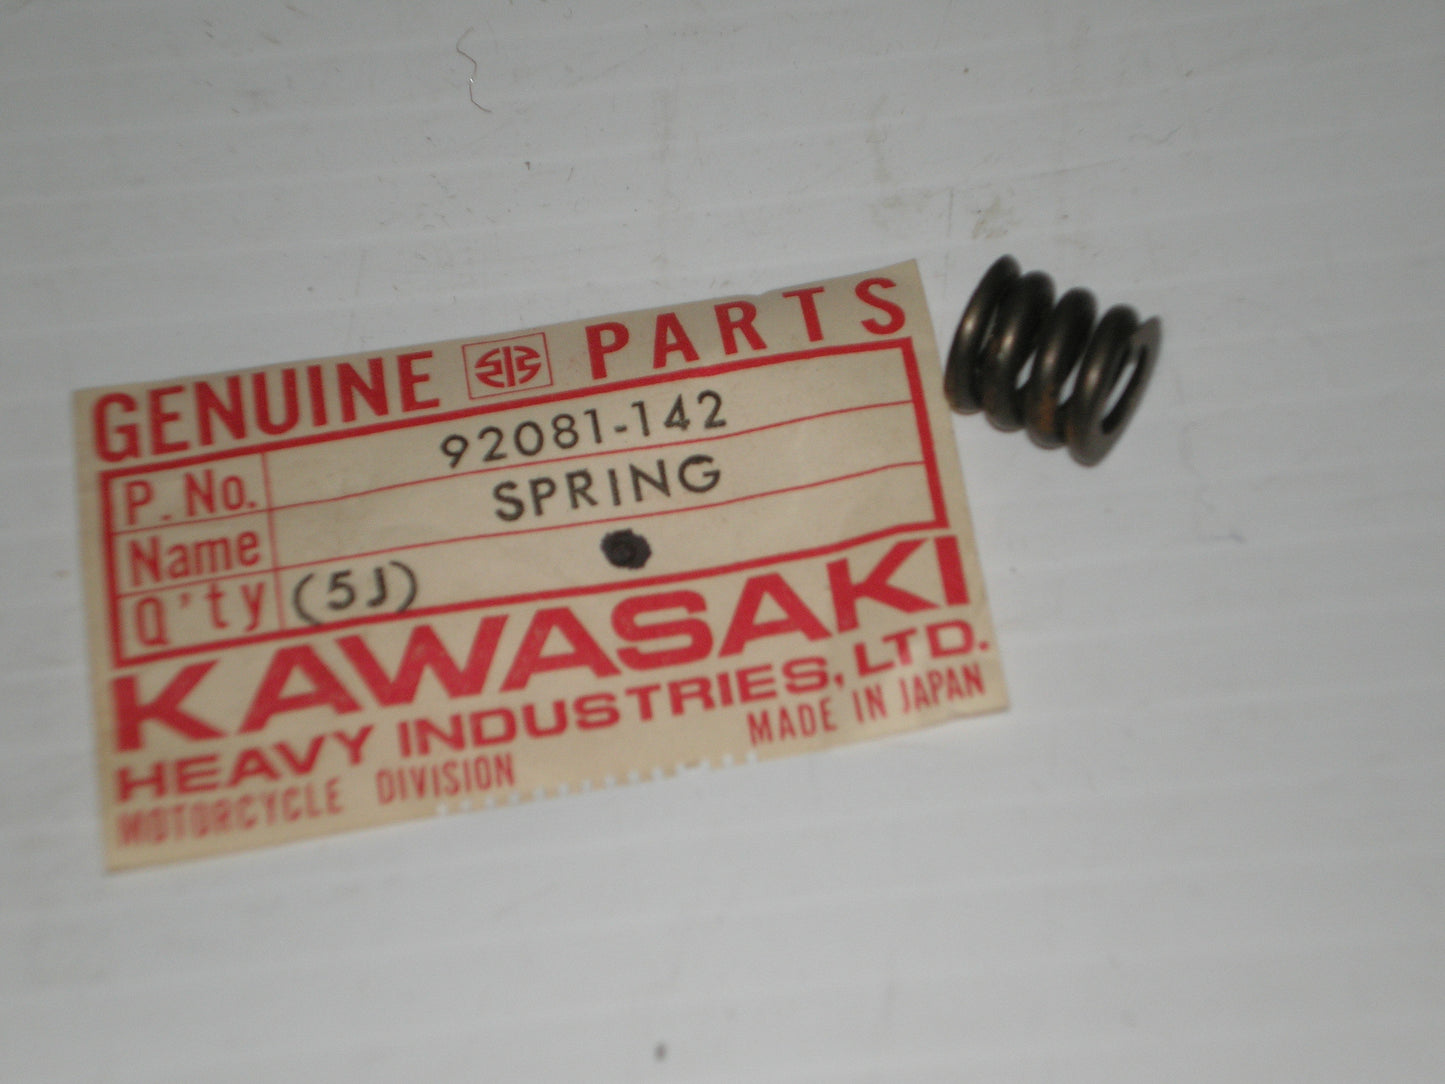 GENUINE PARTS
P. No. 92081-142
Name SPRING
Q'ty (5J)
KAWASAKI
HEAVY INDUSTRIES, LTD.
MOTORCYCLE DIVISION MADE IN JAPAN